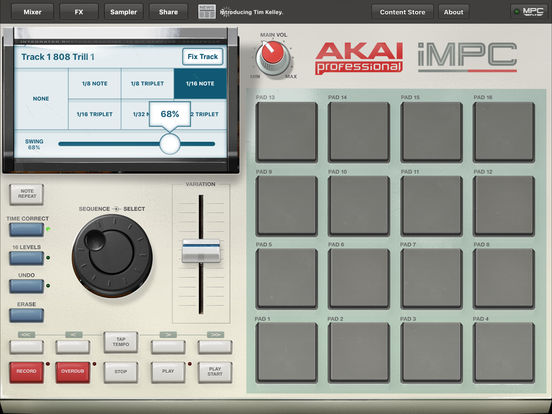 Mixer FX Sampler Share NEWS Introducing Tim Kelley. Content Store About MPC
Track 1 808 Trill 1 Fix Track
NONE 1/8 NOTE 1/8 TRIPLET 1/16 NOTE
1/16 TRIPLET 1/32 N 68% 2 TRIPLET
SWING
68%
MAIN VOL
MIN MAX
AKAI
professional
iMPC
PAD 13 PAD 14 PAD 15 PAD 16
PAD 9 PAD 10 PAD 11 PAD 12
PAD 5 PAD 6 PAD 7 PAD 8
PAD 1 PAD 2 PAD 3 PAD 4
NOTE
REPEAT
TIME CORRECT
16 LEVELS
UNDO
ERASE
SEQUENCE SELECT
VARIATION
<< < > >>
TAP
TEMPO
RECORD OVERDUB STOP PLAY PLAY
START